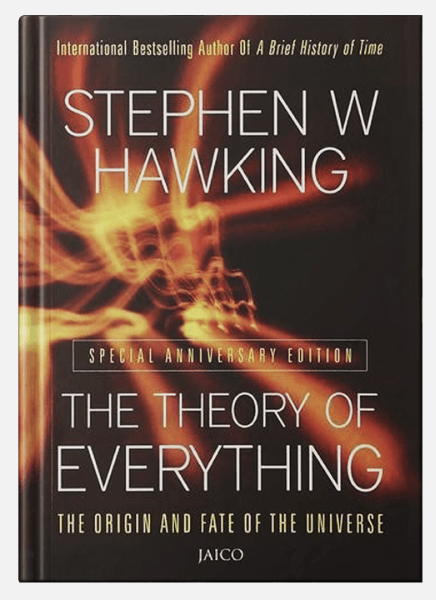 International Bestselling Author Of A Brief History of Time
STEPHEN W
HAWKING
SPECIAL ANNIVERSARY EDITION
THE THEORY OF
EVERYTHING
THE ORIGIN AND FATE OF THE UNIVERSE
JAICO